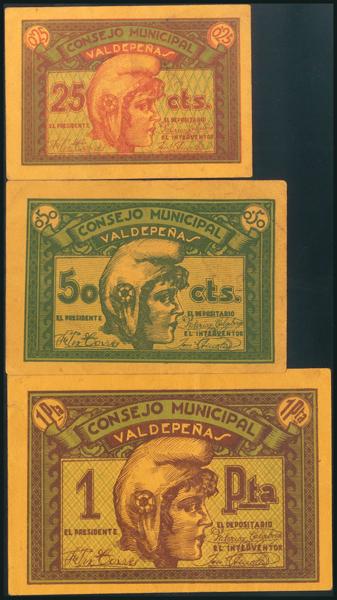 0'25 0'25
CONSEJO MUNICIPAL
VALDEPEÑAS
25 cts.
EL PRESIDENTE
EL DEPOSITARIO
EL INTERVENTOR
0'50 0'50
CONSEJO MUNICIPAL
VALDEPEÑAS
50 cts.
EL PRESIDENTE
EL DEPOSITARIO
EL INTERVENTOR
1 Pta 1 Pta
CONSEJO MUNICIPAL
VALDEPEÑAS
1 Pta
EL PRESIDENTE
EL DEPOSITARIO
EL INTERVENTOR